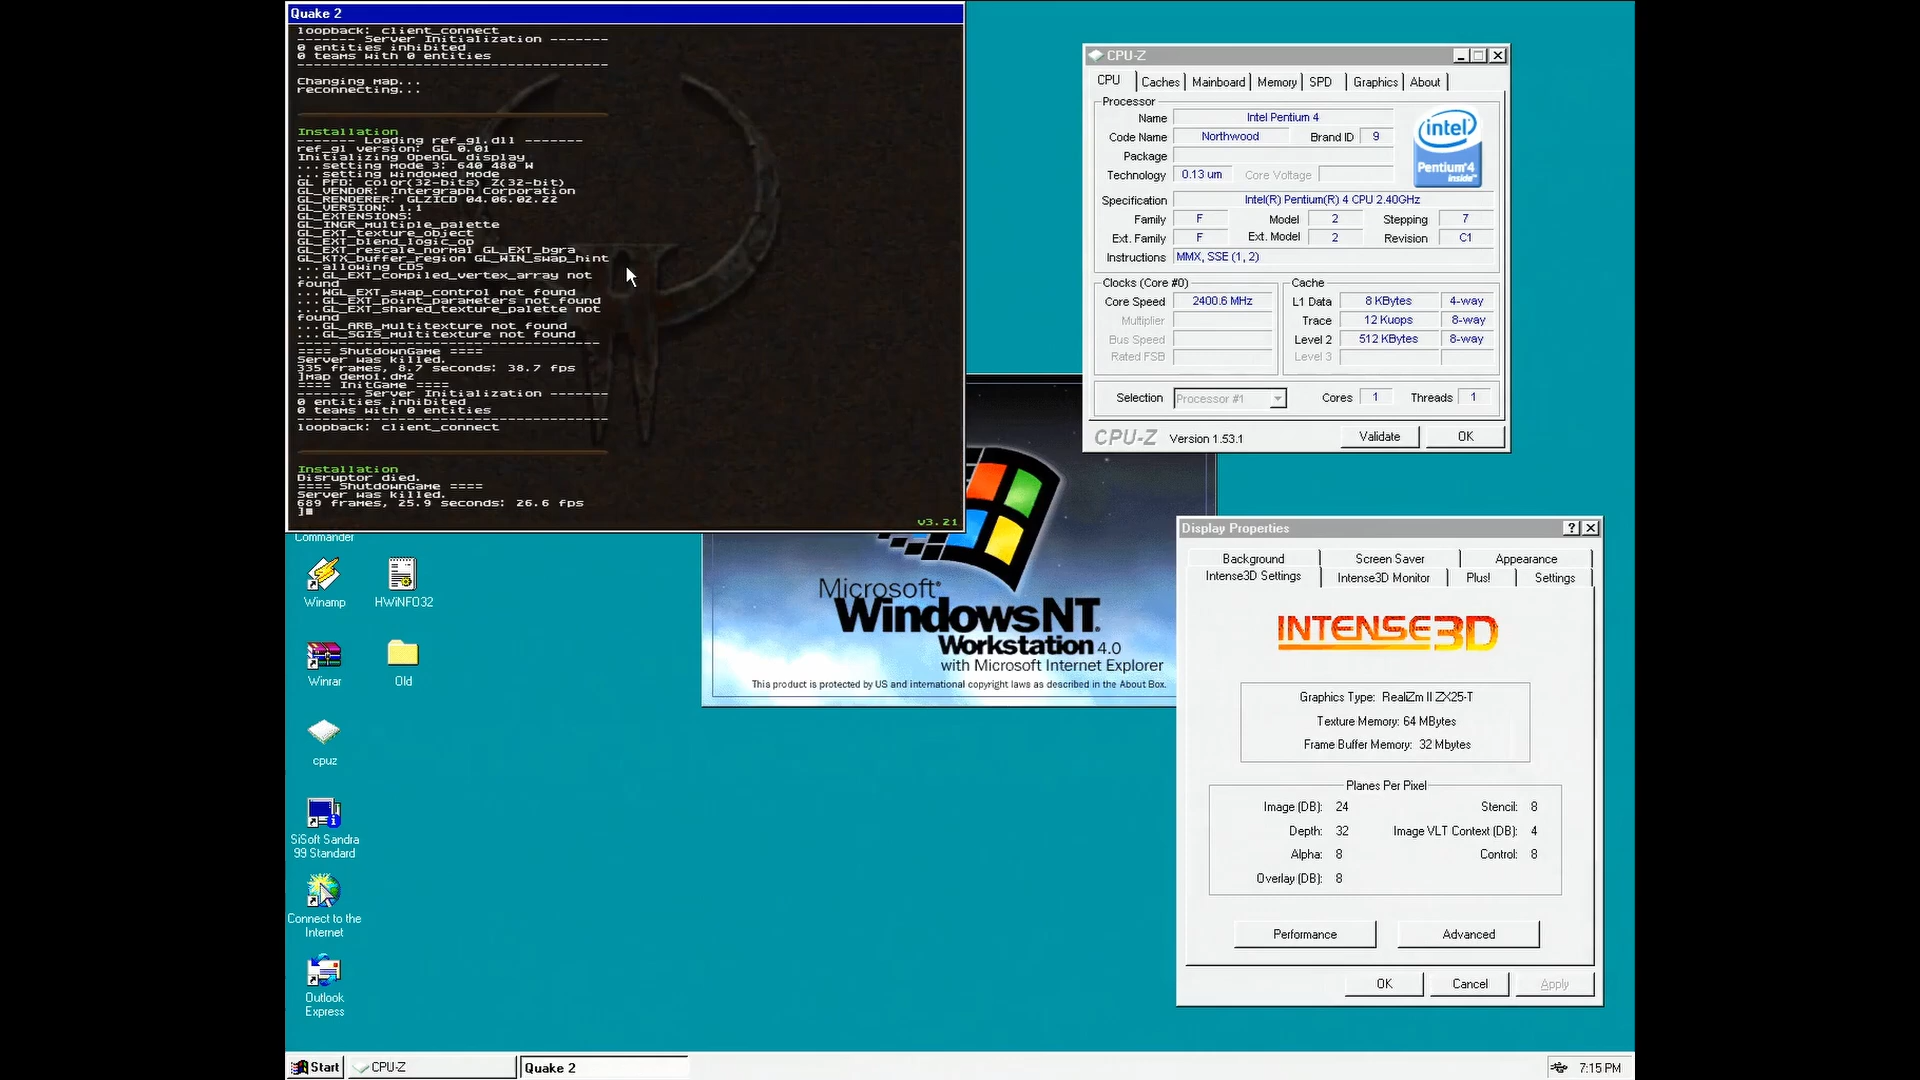 Quake 2
loopback: client_connect
------- Server Initialization -------
0 entities inhibited
0 teams with 0 entities
-------------------------------------
Changing map...
reconnecting...
Installation
------- Loading ref_gl.dll -------
ref_gl version: GL 0.01
Initializing OpenGL display
...setting mode 3: 640 480 W
...setting windowed mode
GL PFD: color(32-bits) Z(32-bit)
GL_VENDOR: Intergraph Corporation
GL_RENDERER: GLZICD 04.06.02.22
GL_VERSION: 1.1
GL_EXTENSIONS:
GL_INGR_multiple_palette
GL_EXT_texture_object
GL_EXT_blend_logic_op
GL_EXT_rescale_normal GL_EXT_bgra
GL_KTX_buffer_region GL_WIN_swap_hint
...allowing CDS
...GL_EXT_compiled_vertex_array not
found
...WGL_EXT_swap_control not found
...GL_EXT_point_parameters not found
...GL_EXT_shared_texture_palette not
found
...GL_ARB_multitexture not found
...GL_SGIS_multitexture not found
------------------------------------
==== ShutdownGame ====
Server was killed.
335 frames, 8.7 seconds: 38.7 fps
]map demo1.dm2
==== InitGame ====
------- Server Initialization -------
0 entities inhibited
0 teams with 0 entities
-------------------------------------
loopback: client_connect
Installation
Disruptor died.
==== ShutdownGame ====
Server was killed.
689 frames, 25.9 seconds: 26.6 fps
]
v3.21
CPU-Z
CPU Caches Mainboard Memory SPD Graphics About
Processor
Name Intel Pentium 4
Code Name Northwood Brand ID 9
Package
Technology 0.13 um Core Voltage
intel
Pentium 4
inside™
Specification Intel(R) Pentium(R) 4 CPU 2.40GHz
Family F Model 2 Stepping 7
Ext. Family F Ext. Model 2 Revision C1
Instructions MMX, SSE (1, 2)
Clocks (Core #0)
Core Speed 2400.6 MHz
Multiplier
Bus Speed
Rated FSB
Cache
L1 Data 8 KBytes 4-way
Trace 12 Kuops 8-way
Level 2 512 KBytes 8-way
Level 3
Selection Processor #1 Cores 1 Threads 1
CPU-Z Version 1.53.1 Validate OK
Microsoft®
WindowsNT®
Workstation 4.0
with Microsoft Internet Explorer
This product is protected by US and international copyright laws as described in the About Box.
Display Properties
Background Screen Saver Appearance
Intense3D Settings Intense3D Monitor Plus! Settings
INTENSE3D
Graphics Type: RealiZm II ZX25-T
Texture Memory: 64 MBytes
Frame Buffer Memory: 32 Mbytes
Planes Per Pixel
Image (DB): 24 Stencil: 8
Depth: 32 Image VLT Context (DB): 4
Alpha: 8 Control: 8
Overlay (DB): 8
Performance Advanced
OK Cancel Apply
Commander
Winamp
HWiNFO32
Winrar
Old
cpuz
SiSoft Sandra
99 Standard
Connect to the
Internet
Outlook
Express
Start CPU-Z Quake 2 7:15 PM